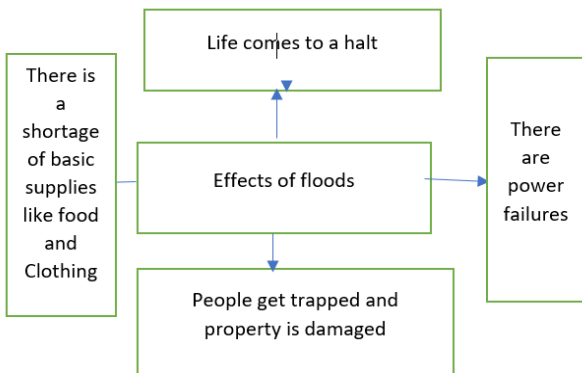 Life comes to a halt
There is
a
shortage
of basic
supplies
like food
and
Clothing
Effects of floods
There
are
power
failures
People get trapped and
property is damaged